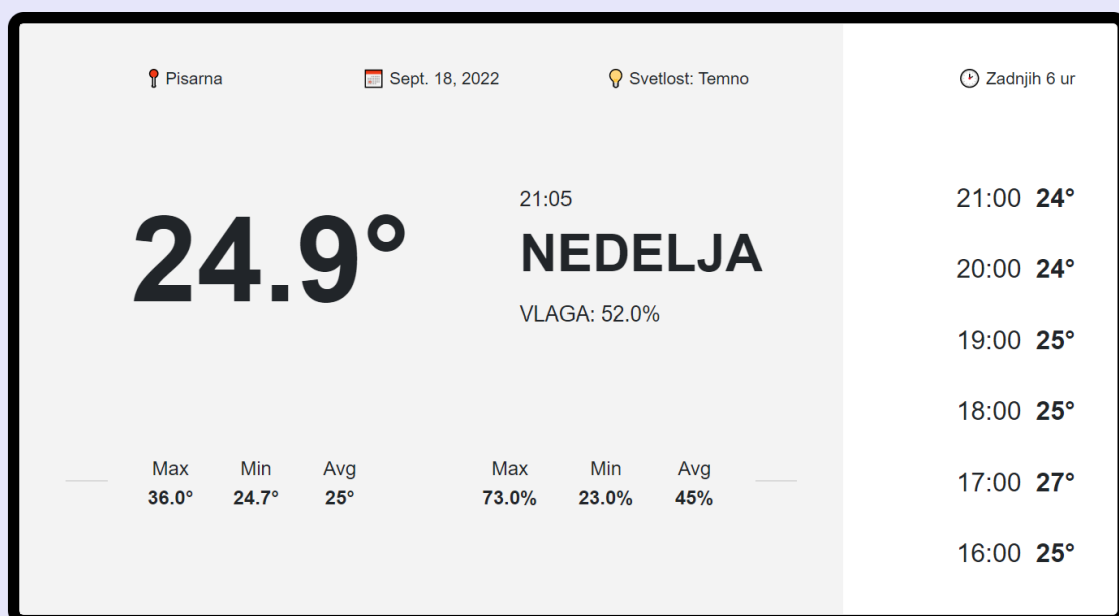 Pisarna
Sept. 18, 2022
Svetlost: Temno
24.9°
21:05
NEDELJA
VLAGA: 52.0%
Max Min Avg
36.0° 24.7° 25°
Max Min Avg
73.0% 23.0% 45%
Zadnjih 6 ur
21:00 24°
20:00 24°
19:00 25°
18:00 25°
17:00 27°
16:00 25°